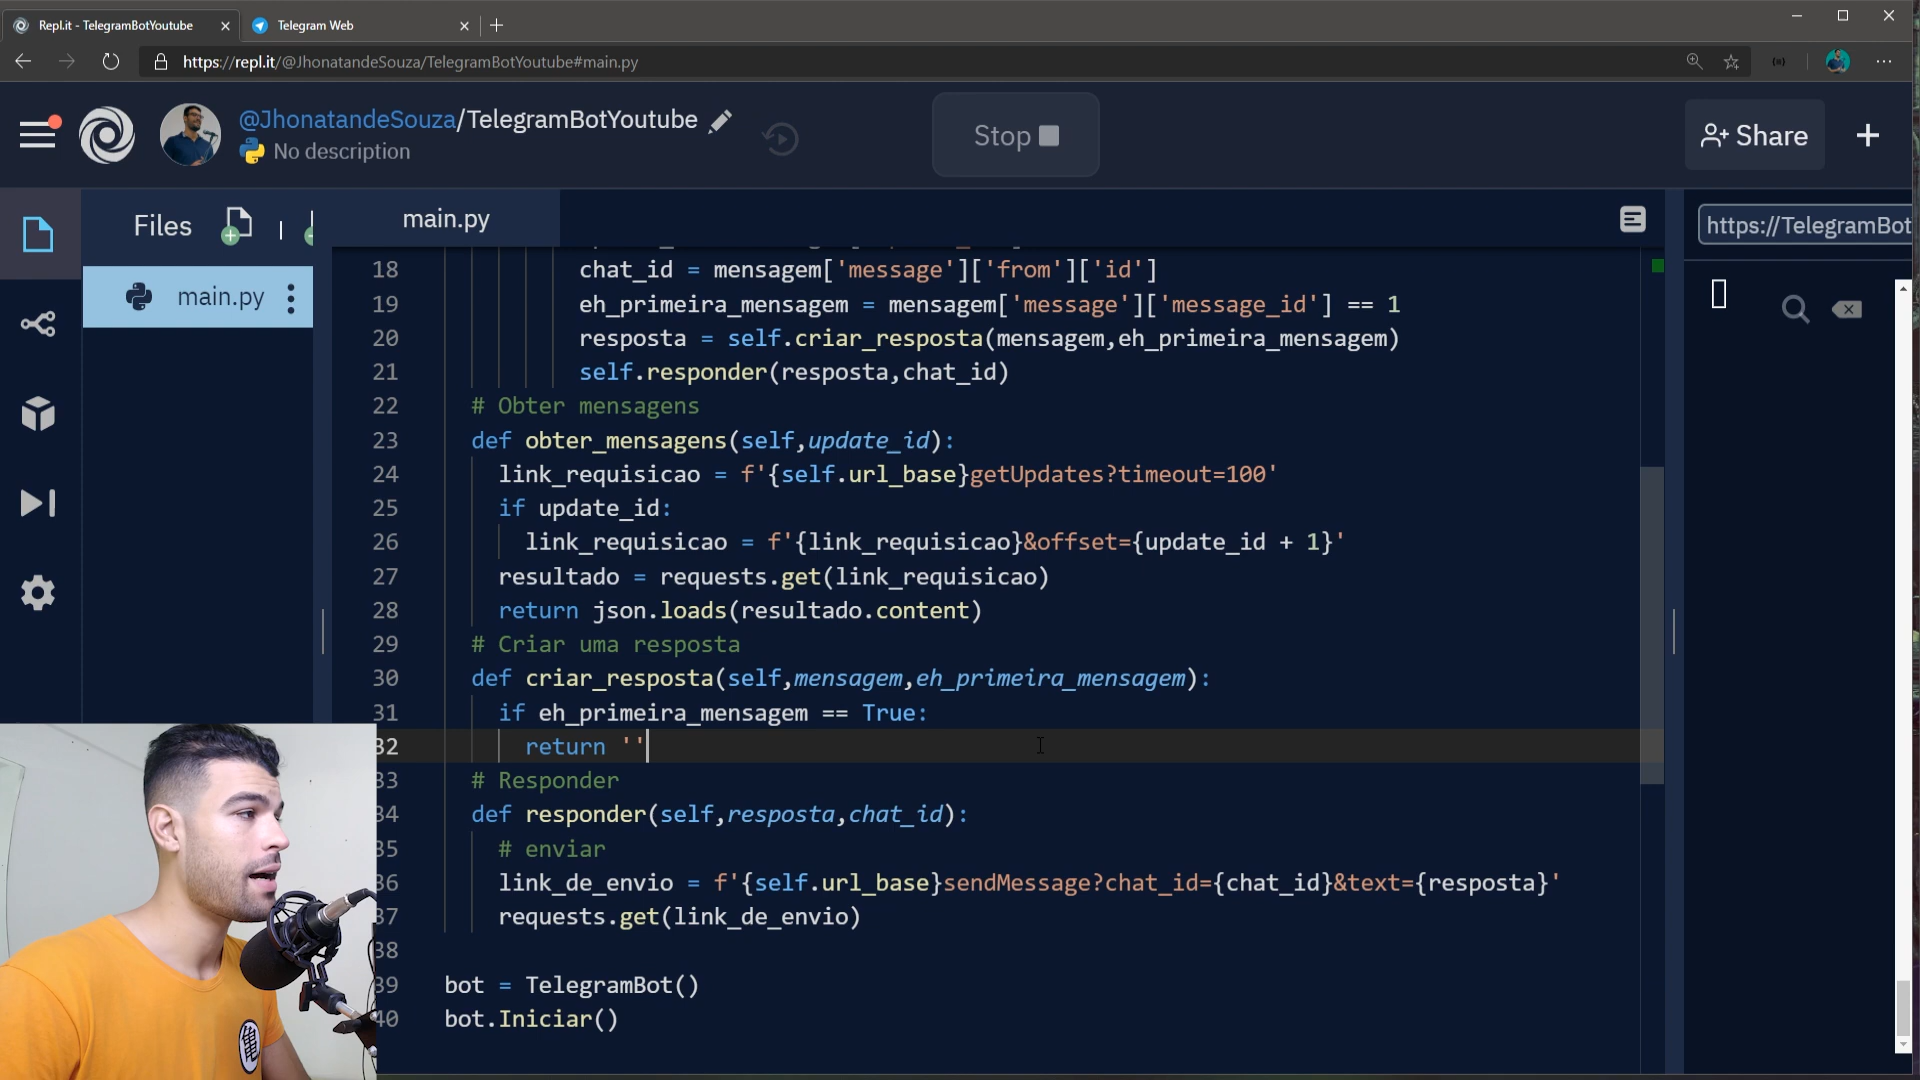 Repl.it - TelegramBotYoutube
Telegram Web
https://repl.it/@JhonatandeSouza/TelegramBotYoutube#main.py
@JhonatandeSouza/TelegramBotYoutube
No description
Stop
Share
Files
main.py
https://TelegramBot
main.py
18 chat_id = mensagem['message']['from']['id']
19 eh_primeira_mensagem = mensagem['message']['message_id'] == 1
20 resposta = self.criar_resposta(mensagem,eh_primeira_mensagem)
21 self.responder(resposta,chat_id)
22 # Obter mensagens
23 def obter_mensagens(self,update_id):
24 link_requisicao = f'{self.url_base}getUpdates?timeout=100'
25 if update_id:
26 link_requisicao = f'{link_requisicao}&offset={update_id + 1}'
27 resultado = requests.get(link_requisicao)
28 return json.loads(resultado.content)
29 # Criar uma resposta
30 def criar_resposta(self,mensagem,eh_primeira_mensagem):
31 if eh_primeira_mensagem == True:
32 return ''
33 # Responder
34 def responder(self,resposta,chat_id):
35 # enviar
36 link_de_envio = f'{self.url_base}sendMessage?chat_id={chat_id}&text={resposta}'
37 requests.get(link_de_envio)
38
39 bot = TelegramBot()
40 bot.Iniciar()
亀